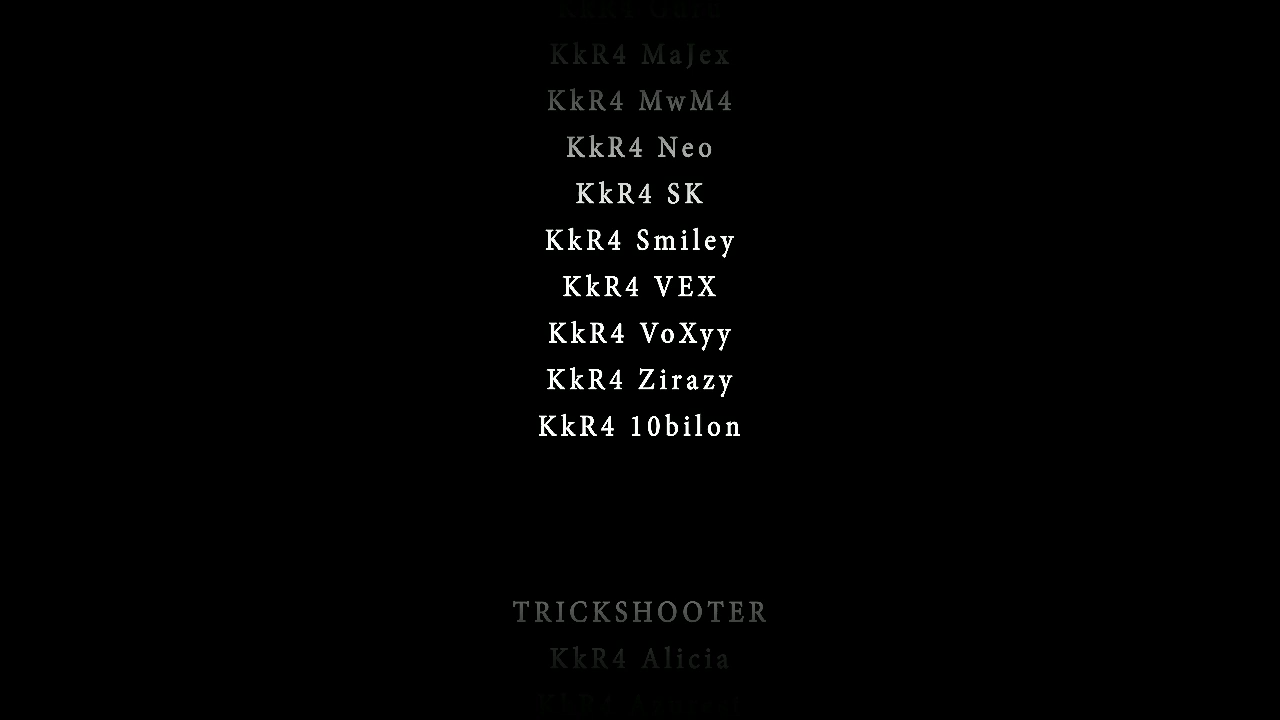 KkR4 MaJex
KkR4 MwM4
KkR4 Neo
KkR4 SK
KkR4 Smiley
KkR4 VEX
KkR4 VoXyy
KkR4 Zirazy
KkR4 10bilon
TRICKSHOOTER
KkR4 Alicia
KkR4